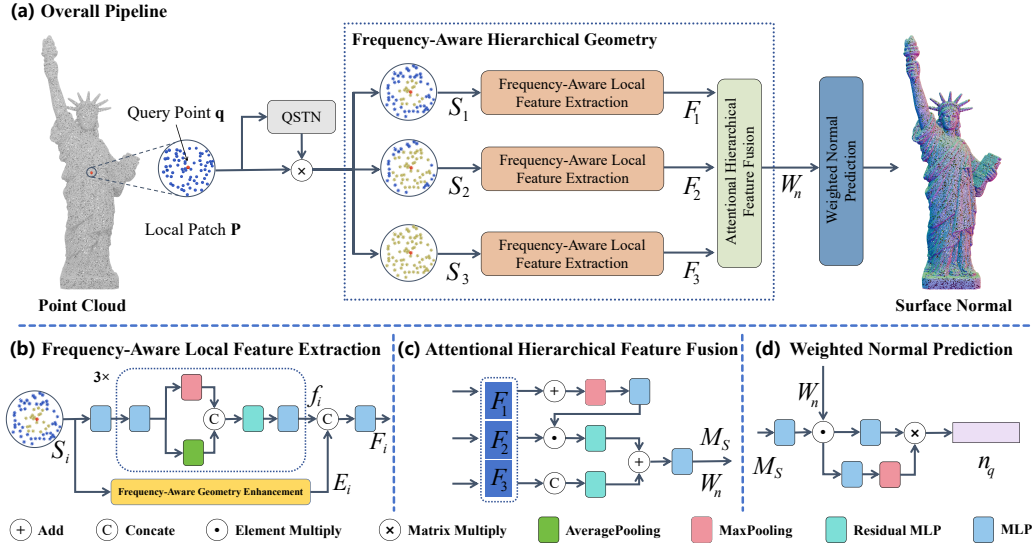 (a) Overall Pipeline
Frequency-Aware Hierarchical Geometry
Query Point q
QSTN
×
Local Patch P
Point Cloud
S1
Frequency-Aware Local
Feature Extraction
F1
S2
Frequency-Aware Local
Feature Extraction
F2
S3
Frequency-Aware Local
Feature Extraction
F3
Attentional Hierarchical
Feature Fusion
Wn
Weighted Normal
Prediction
Surface Normal
(b) Frequency-Aware Local Feature Extraction
3×
Si
C
fi
C
Fi
Frequency-Aware Geometry Enhancement
Ei
(c) Attentional Hierarchical Feature Fusion
F1
+
F2
•
F3
C
+
MS
Wn
(d) Weighted Normal Prediction
Wn
MS
•
×
nq
+ Add
C Concate
• Element Multiply
× Matrix Multiply
AveragePooling
MaxPooling
Residual MLP
MLP